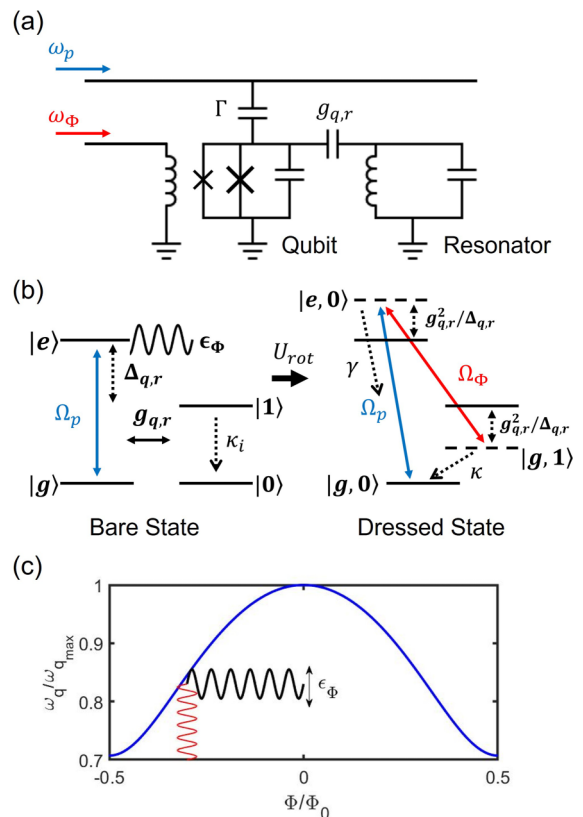 (a)
ω_p
ω_Φ
Γ
g_{q,r}
Qubit
Resonator
(b)
|e⟩
ϵ_Φ
Δ_{q,r}
Ω_p
g_{q,r}
|1⟩
κ_i
|g⟩
|0⟩
Bare State
U_{rot}
|e, 0⟩
g²_{q,r}/Δ_{q,r}
γ
Ω_p
Ω_Φ
g²_{q,r}/Δ_{q,r}
|g, 1⟩
κ
|g, 0⟩
Dressed State
(c)
ω_q/ω_{q_{max}}
1
0.9
0.8
0.7
ϵ_Φ
-0.5
0
0.5
Φ/Φ_0